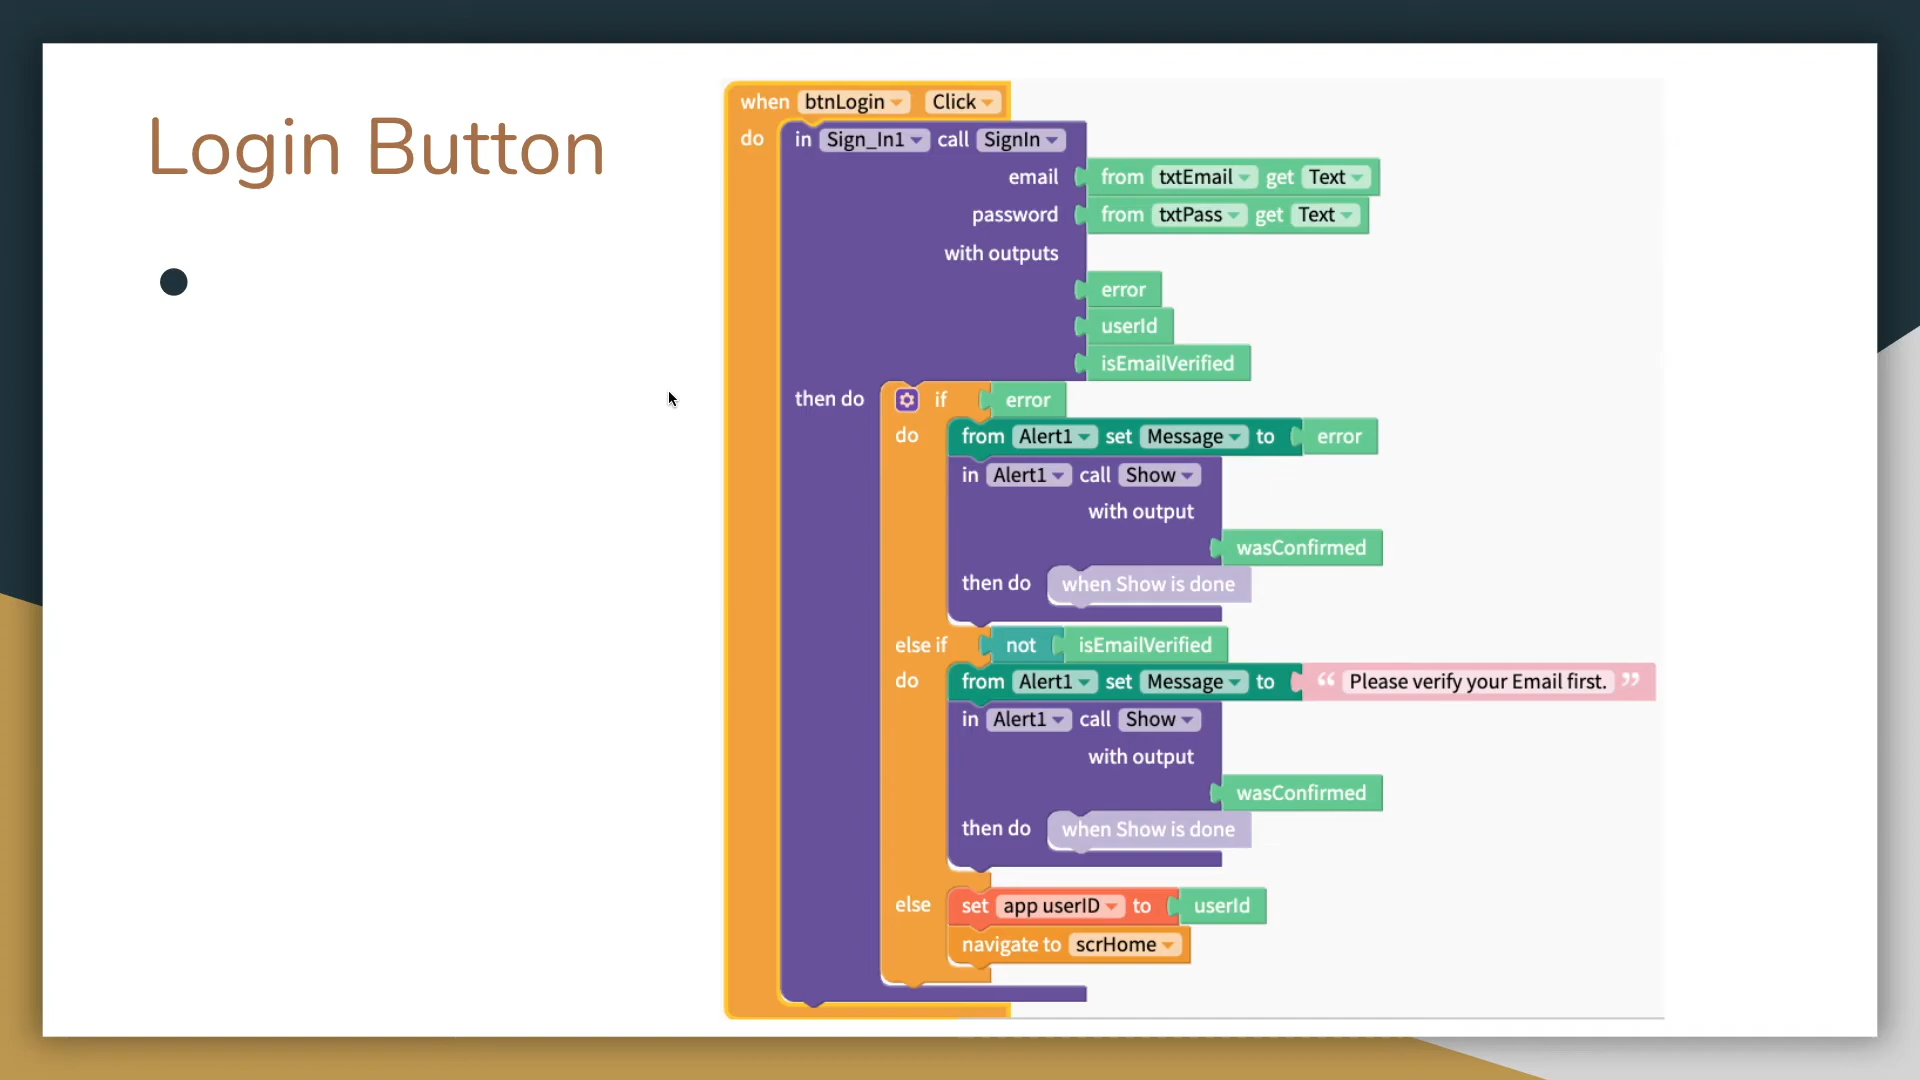 Login Button
when btnLogin Click
do in Sign_In1 call SignIn
email from txtEmail get Text
password from txtPass get Text
with outputs
error
userId
isEmailVerified
then do if error
do from Alert1 set Message to error
in Alert1 call Show
with output
wasConfirmed
then do when Show is done
else if not isEmailVerified
do from Alert1 set Message to “ Please verify your Email first. ”
in Alert1 call Show
with output
wasConfirmed
then do when Show is done
else set app userID to userId
navigate to scrHome